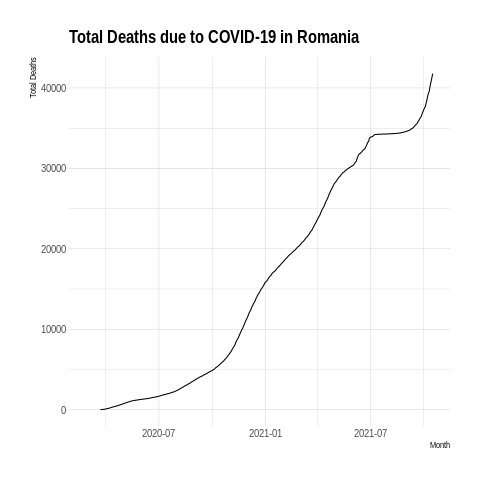 Total Deaths due to COVID-19 in Romania
Total Deaths
40000
30000
20000
10000
0
2020-07 2021-01 2021-07
Month